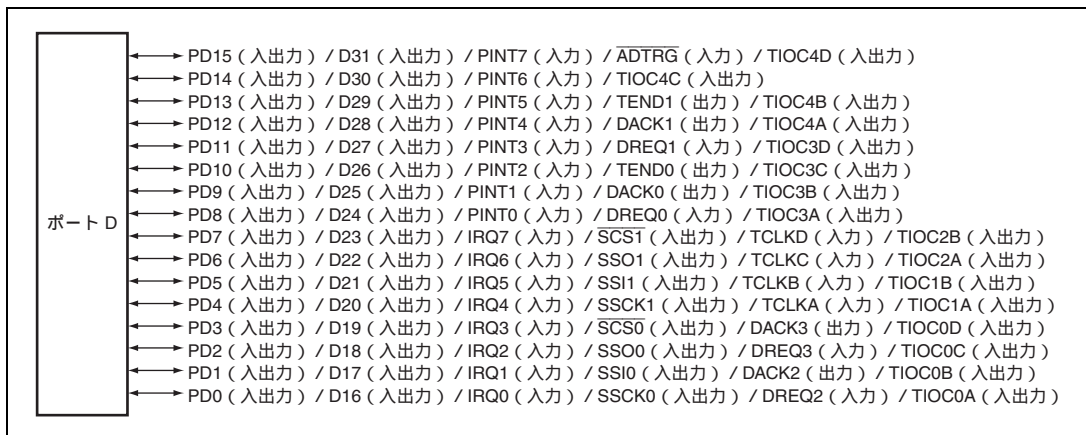 ポート D
PD15（入出力）/ D31（入出力）/ PINT7（入力）/ A̅D̅T̅R̅G̅（入力）/ TIOC4D（入出力）
PD14（入出力）/ D30（入出力）/ PINT6（入力）/ TIOC4C（入出力）
PD13（入出力）/ D29（入出力）/ PINT5（入力）/ TEND1（出力）/ TIOC4B（入出力）
PD12（入出力）/ D28（入出力）/ PINT4（入力）/ DACK1（出力）/ TIOC4A（入出力）
PD11（入出力）/ D27（入出力）/ PINT3（入力）/ DREQ1（入力）/ TIOC3D（入出力）
PD10（入出力）/ D26（入出力）/ PINT2（入力）/ TEND0（出力）/ TIOC3C（入出力）
PD9（入出力）/ D25（入出力）/ PINT1（入力）/ DACK0（出力）/ TIOC3B（入出力）
PD8（入出力）/ D24（入出力）/ PINT0（入力）/ DREQ0（入力）/ TIOC3A（入出力）
PD7（入出力）/ D23（入出力）/ IRQ7（入力）/ S̅C̅S̅1̅（入出力）/ TCLKD（入力）/ TIOC2B（入出力）
PD6（入出力）/ D22（入出力）/ IRQ6（入力）/ SSO1（入出力）/ TCLKC（入力）/ TIOC2A（入出力）
PD5（入出力）/ D21（入出力）/ IRQ5（入力）/ SSI1（入出力）/ TCLKB（入力）/ TIOC1B（入出力）
PD4（入出力）/ D20（入出力）/ IRQ4（入力）/ SSCK1（入出力）/ TCLKA（入力）/ TIOC1A（入出力）
PD3（入出力）/ D19（入出力）/ IRQ3（入力）/ S̅C̅S̅0̅（入出力）/ DACK3（出力）/ TIOC0D（入出力）
PD2（入出力）/ D18（入出力）/ IRQ2（入力）/ SSO0（入出力）/ DREQ3（入力）/ TIOC0C（入出力）
PD1（入出力）/ D17（入出力）/ IRQ1（入力）/ SSI0（入出力）/ DACK2（出力）/ TIOC0B（入出力）
PD0（入出力）/ D16（入出力）/ IRQ0（入力）/ SSCK0（入出力）/ DREQ2（入力）/ TIOC0A（入出力）